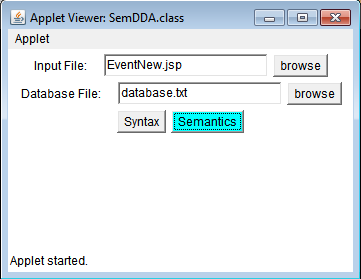 Applet Viewer: SemDDA.class
Applet
Input File: EventNew.jsp browse
Database File: database.txt browse
Syntax Semantics
Applet started.